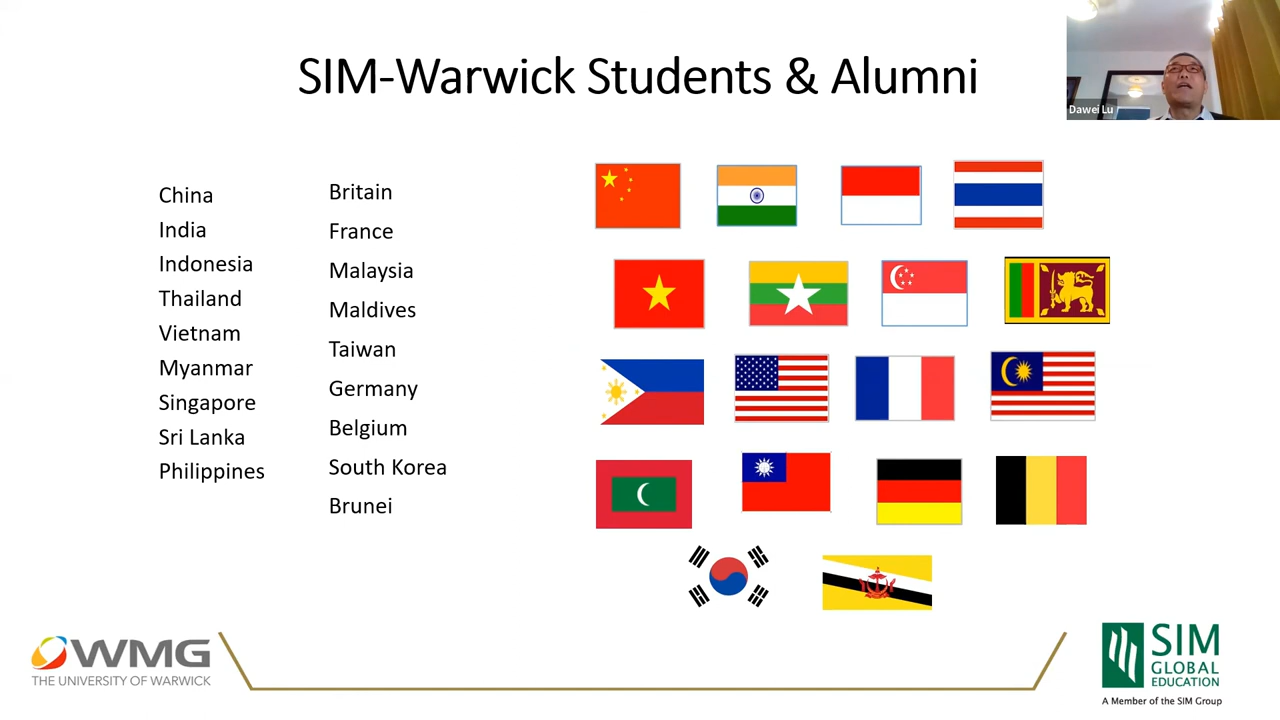 SIM-Warwick Students & Alumni
Dawei Lu
China
India
Indonesia
Thailand
Vietnam
Myanmar
Singapore
Sri Lanka
Philippines
Britain
France
Malaysia
Maldives
Taiwan
Germany
Belgium
South Korea
Brunei
WMG
THE UNIVERSITY OF WARWICK
SIM
GLOBAL
EDUCATION
A Member of the SIM Group